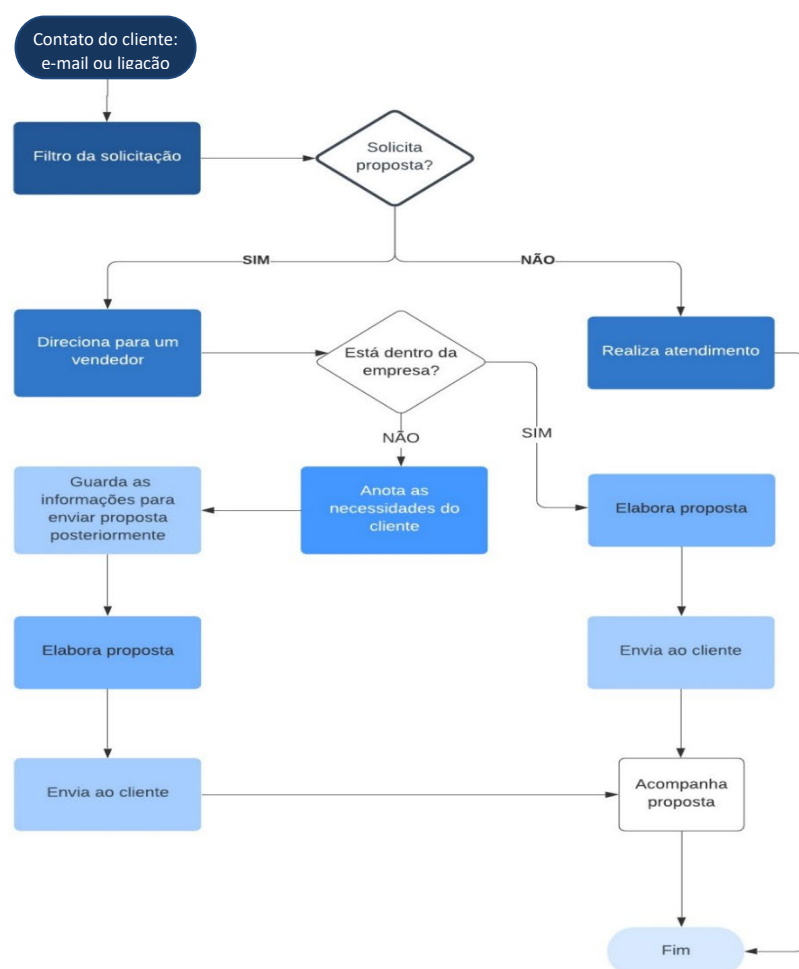 Contato do cliente:
e-mail ou ligação
Filtro da solicitação
Solicita
proposta?
SIM
NÃO
Direciona para um
vendedor
Está dentro da
empresa?
Realiza atendimento
NÃO
SIM
Guarda as
informações para
enviar proposta
posteriormente
Anota as
necessidades do
cliente
Elabora proposta
Elabora proposta
Envia ao cliente
Envia ao cliente
Acompanha
proposta
Fim